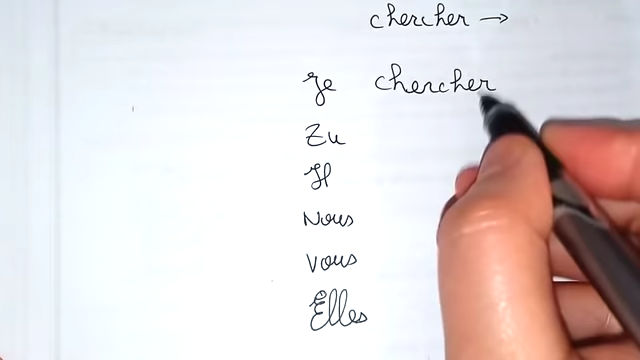 chercher →
Je chercher
Tu
Il
Nous
Vous
Elles